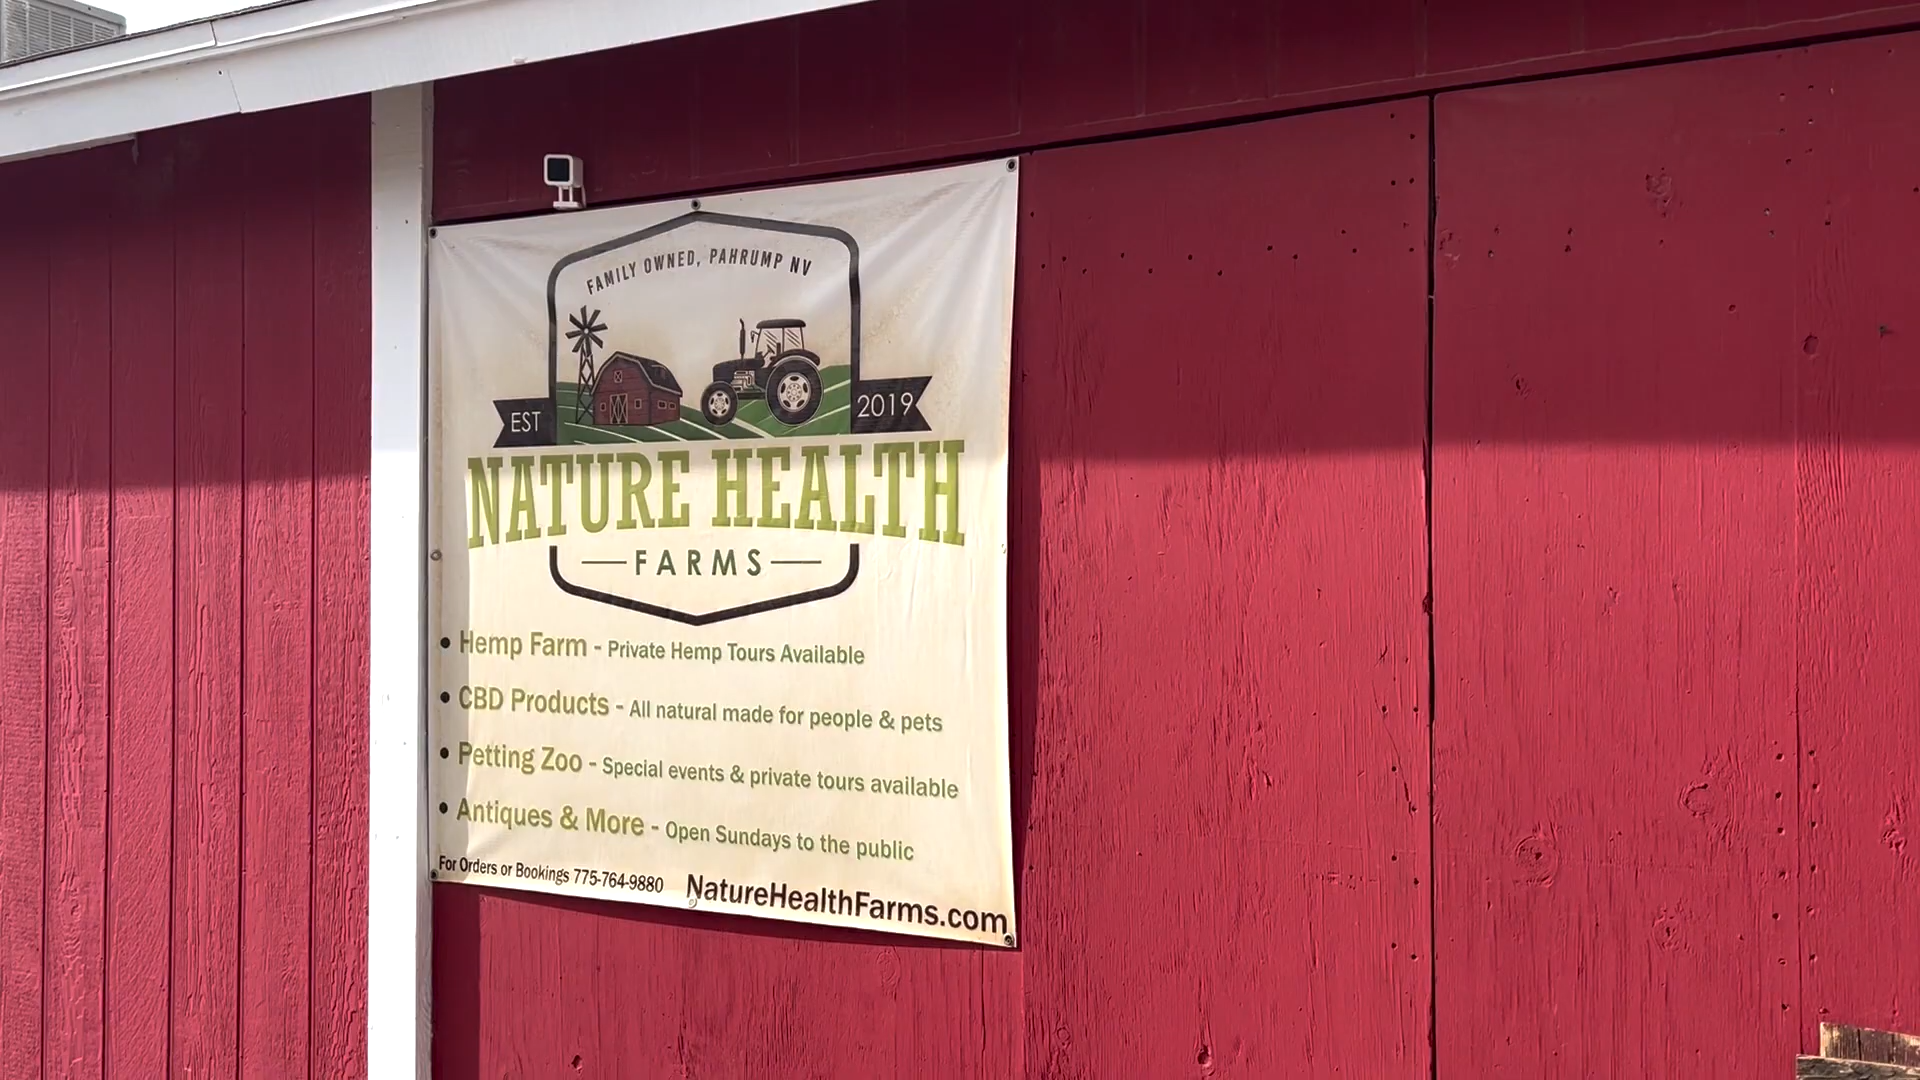 FAMILY OWNED, PAHRUMP NV
EST 2019
NATURE HEALTH
FARMS
• Hemp Farm - Private Hemp Tours Available
• CBD Products - All natural made for people & pets
• Petting Zoo - Special events & private tours available
• Antiques & More - Open Sundays to the public
For Orders or Bookings 775-764-9880 NatureHealthFarms.com